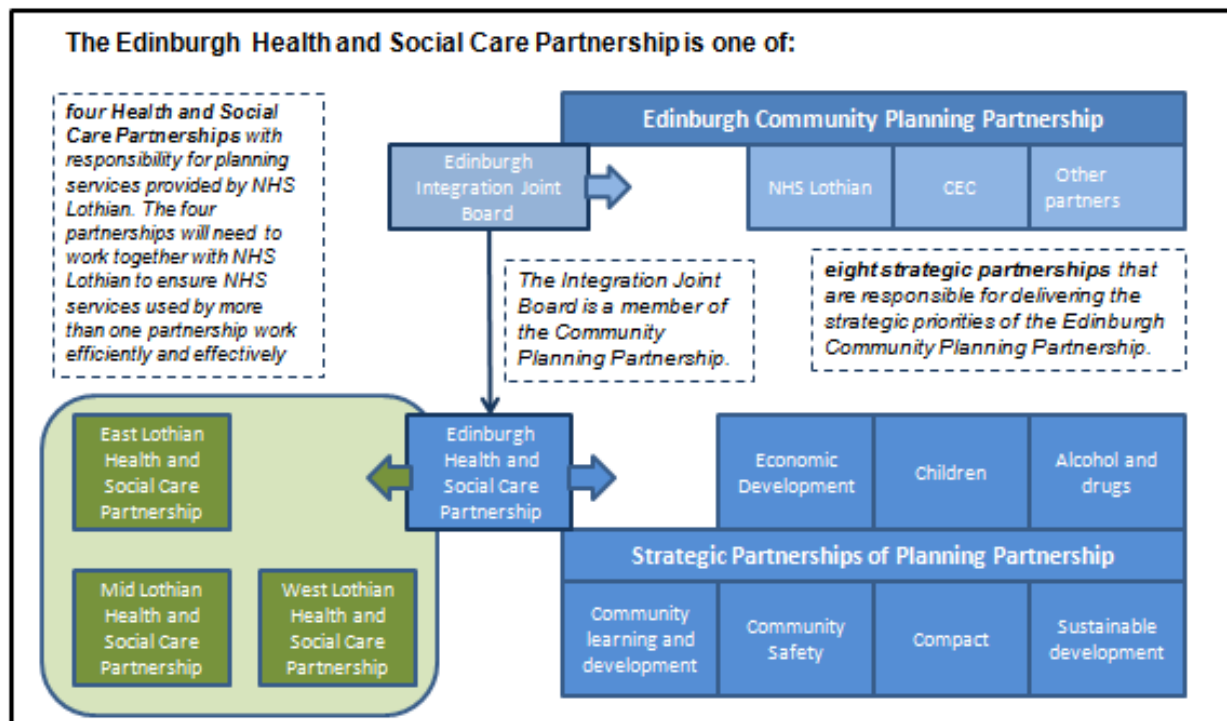 The Edinburgh Health and Social Care Partnership is one of:
four Health and Social
Care Partnerships with
responsibility for planning
services provided by NHS
Lothian. The four
partnerships will need to
work together with NHS
Lothian to ensure NHS
services used by more
than one partnership work
efficiently and effectively
Edinburgh Community Planning Partnership
Edinburgh
Integration Joint
Board
NHS Lothian
CEC
Other
partners
The Integration Joint
Board is a member of
the Community
Planning Partnership.
eight strategic partnerships that
are responsible for delivering the
strategic priorities of the Edinburgh
Community Planning Partnership.
East Lothian
Health and
Social Care
Partnership
Edinburgh
Health and
Social Care
Partnership
Economic
Development
Children
Alcohol and
drugs
Strategic Partnerships of Planning Partnership
Mid Lothian
Health and
Social Care
Partnership
West Lothian
Health and
Social Care
Partnership
Community
learning and
development
Community
Safety
Compact
Sustainable
development